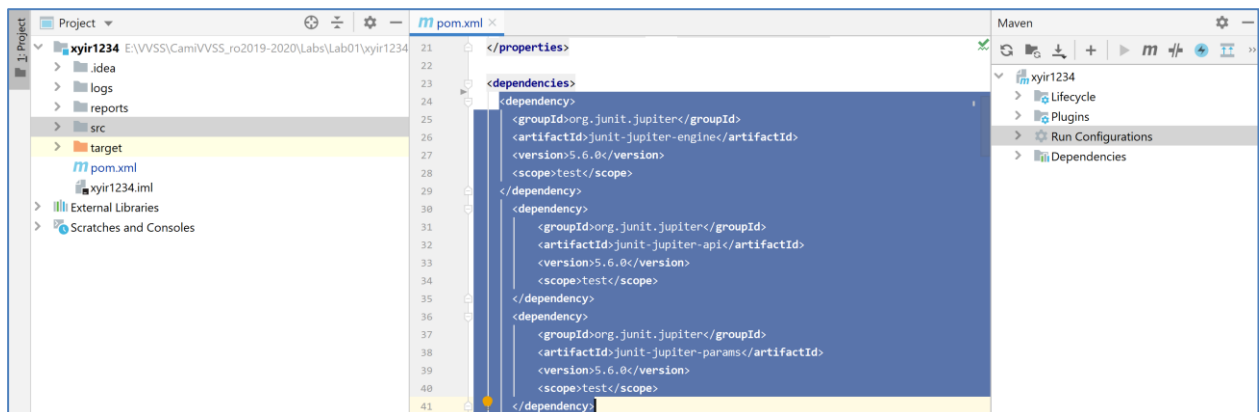 1: Project
Project
xyir1234 E:\VVSS\CamiVVSS_ro2019-2020\Labs\Lab01\xyir1234
.idea
logs
reports
src
target
m pom.xml
xyir1234.iml
External Libraries
Scratches and Consoles
m pom.xml
21 </properties>
22
23 <dependencies>
24 <dependency>
25 <groupId>org.junit.jupiter</groupId>
26 <artifactId>junit-jupiter-engine</artifactId>
27 <version>5.6.0</version>
28 <scope>test</scope>
29 </dependency>
30 <dependency>
31 <groupId>org.junit.jupiter</groupId>
32 <artifactId>junit-jupiter-api</artifactId>
33 <version>5.6.0</version>
34 <scope>test</scope>
35 </dependency>
36 <dependency>
37 <groupId>org.junit.jupiter</groupId>
38 <artifactId>junit-jupiter-params</artifactId>
39 <version>5.6.0</version>
40 <scope>test</scope>
41 </dependency>
Maven
m
xyir1234
Lifecycle
Plugins
Run Configurations
Dependencies